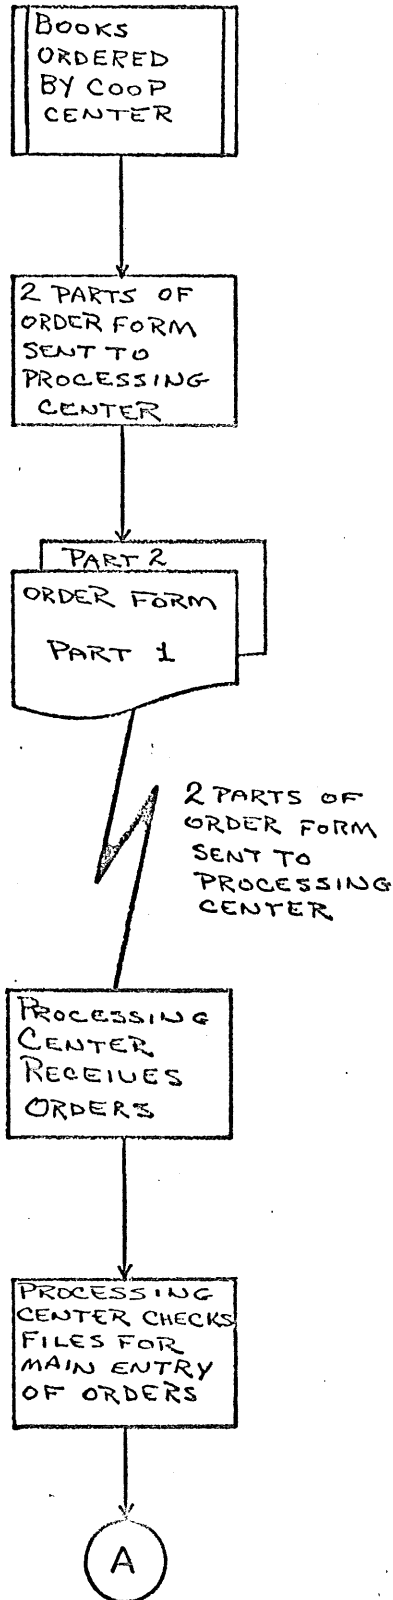 BOOKS
ORDERED
BY COOP
CENTER
2 PARTS OF
ORDER FORM
SENT TO
PROCESSING
CENTER
PART 2
ORDER FORM
PART 1
2 PARTS OF
ORDER FORM
SENT TO
PROCESSING
CENTER
PROCESSING
CENTER
RECEIVES
ORDERS
PROCESSING
CENTER CHECKS
FILES FOR
MAIN ENTRY
OF ORDERS
A